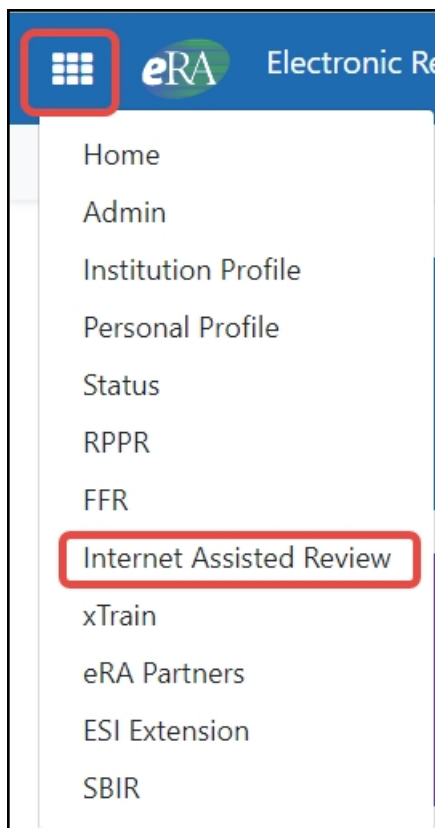 eRA Electronic Re
Home
Admin
Institution Profile
Personal Profile
Status
RPPR
FFR
Internet Assisted Review
xTrain
eRA Partners
ESI Extension
SBIR